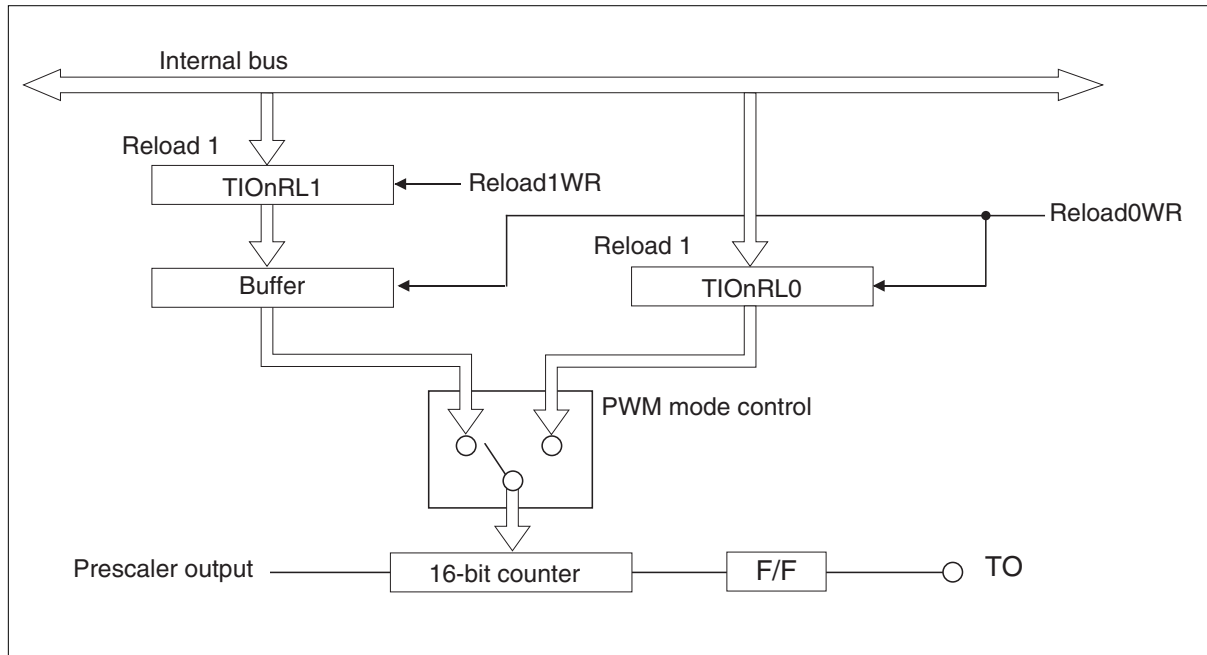 Internal bus
Reload 1
TIOnRL1
Reload1WR
Reload0WR
Reload 1
Buffer
TIOnRL0
PWM mode control
Prescaler output
16-bit counter
F/F
TO